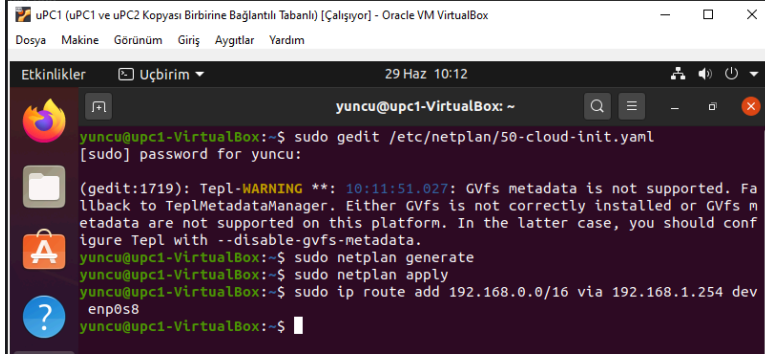 uPC1 (uPC1 ve uPC2 Kopyası Birbirine Bağlantılı Tabanlı) [Çalışıyor] - Oracle VM VirtualBox
Dosya Makine Görünüm Giriş Aygıtlar Yardım
Etkinlikler Uçbirim 29 Haz 10:12
yuncu@upc1-VirtualBox: ~
yuncu@upc1-VirtualBox:~$ sudo gedit /etc/netplan/50-cloud-init.yaml
[sudo] password for yuncu:
(gedit:1719): Tepl-WARNING **: 10:11:51.027: GVfs metadata is not supported. Fa
llback to TeplMetadataManager. Either GVfs is not correctly installed or GVfs m
etadata are not supported on this platform. In the latter case, you should conf
igure Tepl with --disable-gvfs-metadata.
yuncu@upc1-VirtualBox:~$ sudo netplan generate
yuncu@upc1-VirtualBox:~$ sudo netplan apply
yuncu@upc1-VirtualBox:~$ sudo ip route add 192.168.0.0/16 via 192.168.1.254 dev
enp0s8
yuncu@upc1-VirtualBox:~$